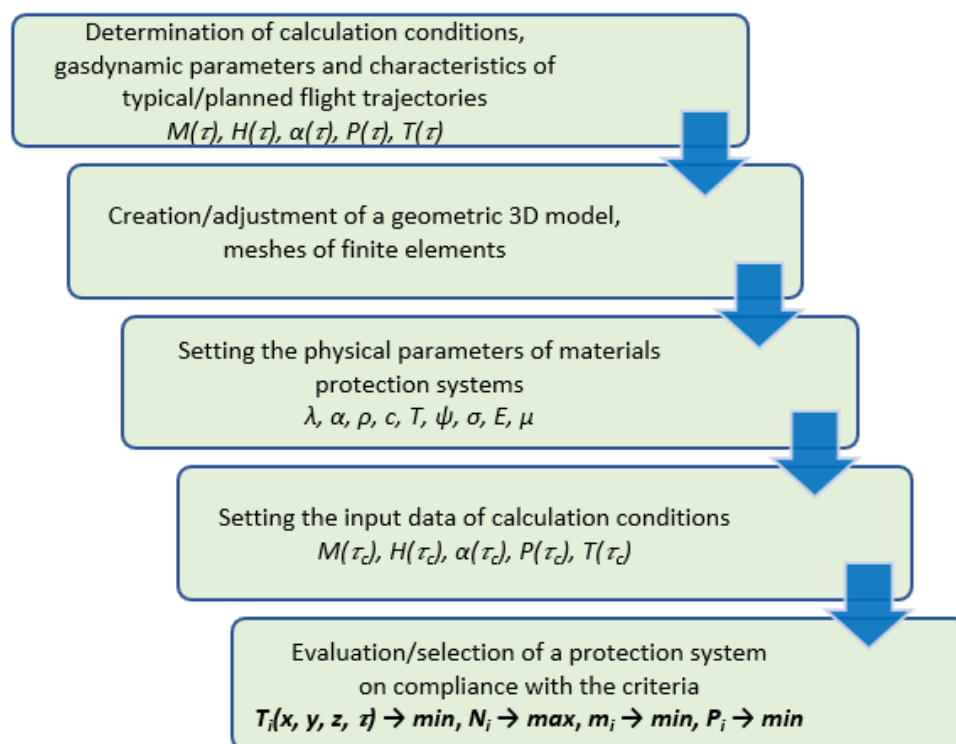 Determination of calculation conditions,
gasdynamic parameters and characteristics of
typical/planned flight trajectories
M(τ), H(τ), α(τ), P(τ), T(τ)
Creation/adjustment of a geometric 3D model,
meshes of finite elements
Setting the physical parameters of materials
protection systems
λ, α, ρ, c, T, ψ, σ, E, μ
Setting the input data of calculation conditions
M(τc), H(τc), α(τc), P(τc), T(τc)
Evaluation/selection of a protection system
on compliance with the criteria
Ti(x, y, z, τ) → min, Ni → max, mi → min, Pi → min